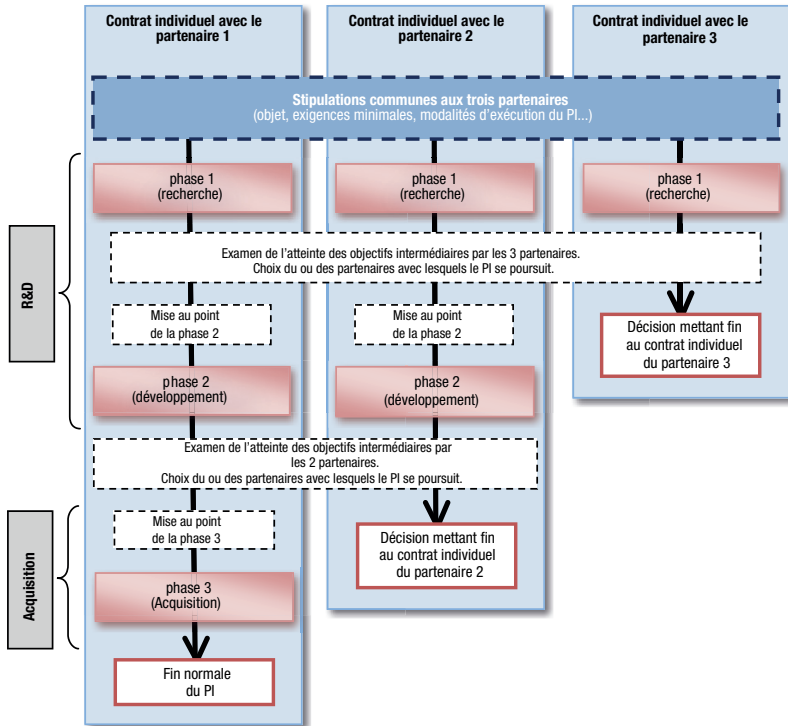 Contrat individuel avec le
partenaire 1
Contrat individuel avec le
partenaire 2
Contrat individuel avec le
partenaire 3
Stipulations communes aux trois partenaires
(objet, exigences minimales, modalités d'exécution du PI...)
R&D
phase 1
(recherche)
phase 1
(recherche)
phase 1
(recherche)
Examen de l'atteinte des objectifs intermédiaires par les 3 partenaires.
Choix du ou des partenaires avec lesquels le PI se poursuit.
Mise au point
de la phase 2
Mise au point
de la phase 2
Décision mettant fin
au contrat individuel
du partenaire 3
phase 2
(développement)
phase 2
(développement)
Examen de l'atteinte des objectifs intermédiaires par
les 2 partenaires.
Choix du ou des partenaires avec lesquels le PI se poursuit.
Acquisition
Mise au point
de la phase 3
Décision mettant fin
au contrat individuel
du partenaire 2
phase 3
(Acquisition)
Fin normale
du PI